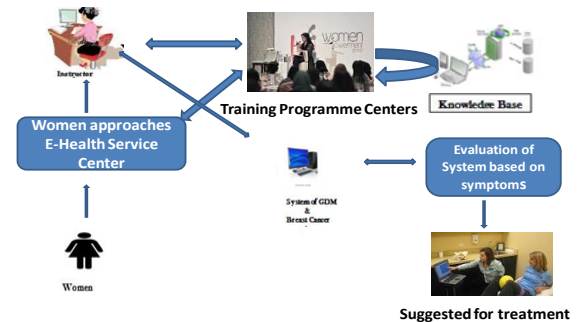 Instructor
women
Training Programme Centers
Knowledge Base
Women approaches
E-Health Service
Center
Evaluation of
System based on
symptoms
System of GDM
&
Breast Cancer
Women
Suggested for treatment